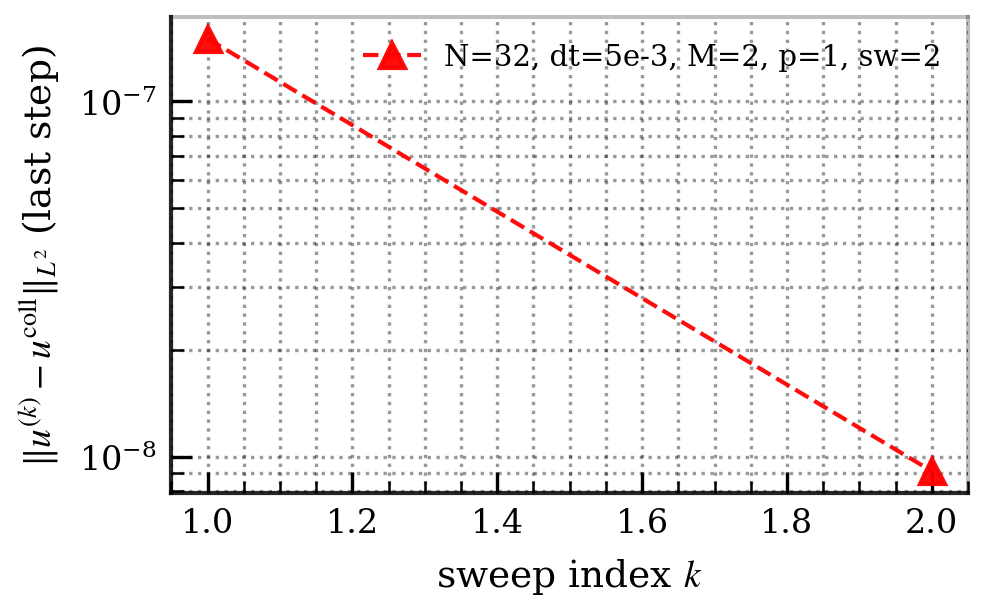 N=32, dt=5e-3, M=2, p=1, sw=2
10⁻⁷
10⁻⁸
‖u⁽ᵏ⁾ − uᶜᵒˡˡ‖_L² (last step)
1.0 1.2 1.4 1.6 1.8 2.0
sweep index k